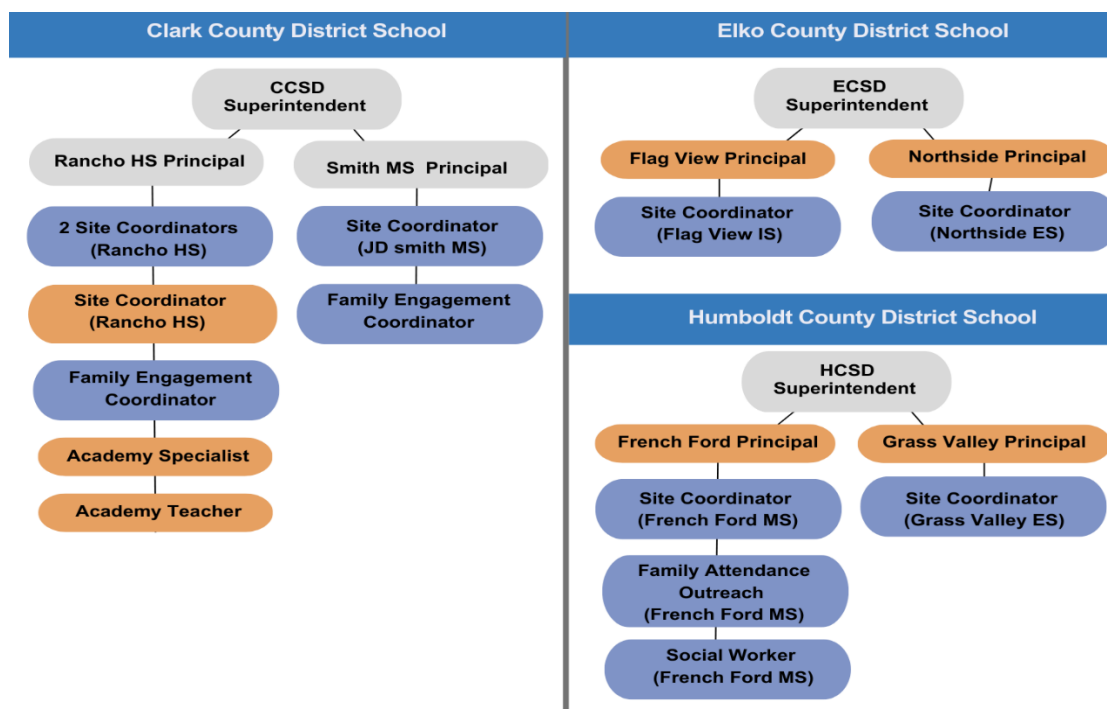 Clark County District School
CCSD
Superintendent
Rancho HS Principal
Smith MS Principal
2 Site Coordinators
(Rancho HS)
Site Coordinator
(JD smith MS)
Site Coordinator
(Rancho HS)
Family Engagement
Coordinator
Family Engagement
Coordinator
Academy Specialist
Academy Teacher
Elko County District School
ECSD
Superintendent
Flag View Principal
Northside Principal
Site Coordinator
(Flag View IS)
Site Coordinator
(Northside ES)
Humboldt County District School
HCSD
Superintendent
French Ford Principal
Grass Valley Principal
Site Coordinator
(French Ford MS)
Site Coordinator
(Grass Valley ES)
Family Attendance
Outreach
(French Ford MS)
Social Worker
(French Ford MS)